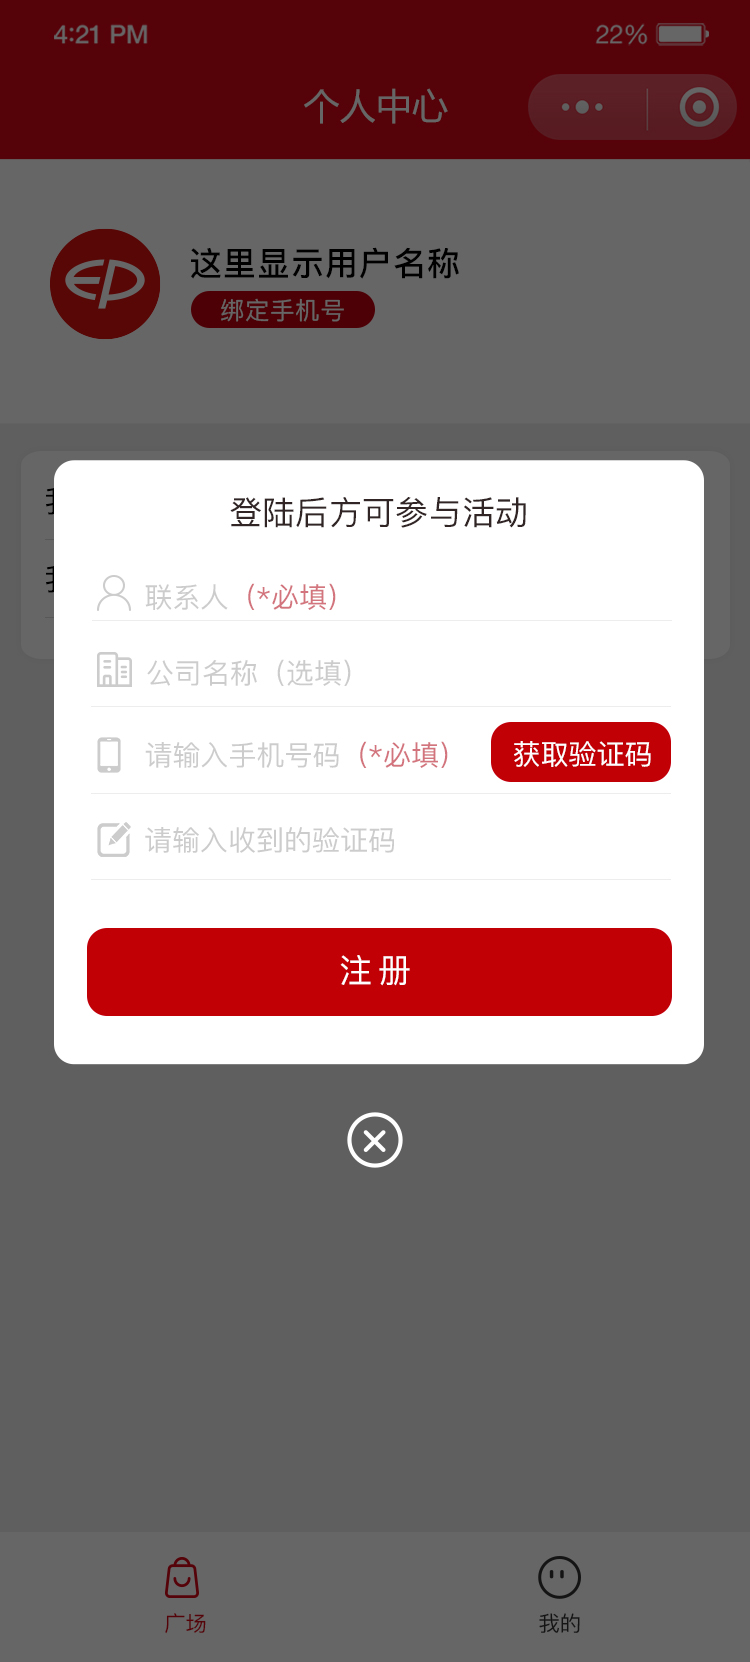 4:21 PM 22%
个人中心
这里显示用户名称
绑定手机号
登陆后方可参与活动
联系人（*必填）
公司名称（选填）
请输入手机号码（*必填） 获取验证码
请输入收到的验证码
注 册
广场 我的